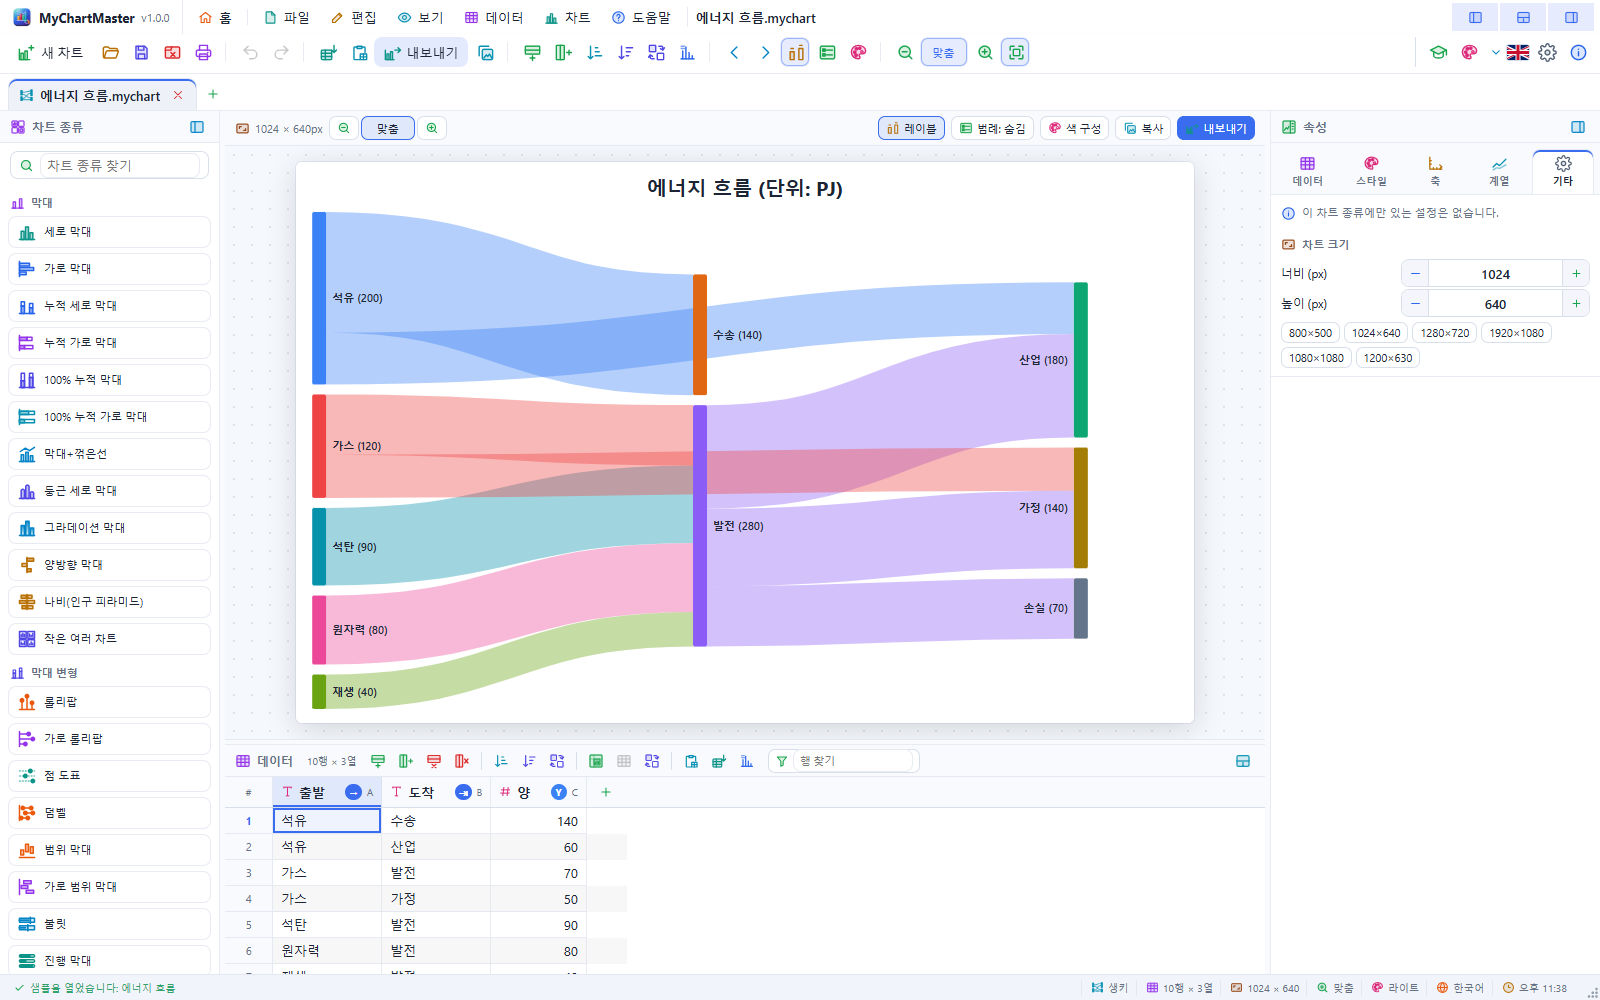 MyChartMaster v1.0.0 홈 파일 편집 보기 데이터 차트 도움말 에너지 흐름.mychart
새 차트 내보내기 맞춤
에너지 흐름.mychart
차트 종류
차트 종류 찾기
막대
세로 막대
가로 막대
누적 세로 막대
누적 가로 막대
100% 누적 막대
100% 누적 가로 막대
막대+꺾은선
둥근 세로 막대
그라데이션 막대
양방향 막대
나비(인구 피라미드)
작은 여러 차트
막대 변형
롤리팝
가로 롤리팝
점 도표
덤벨
범위 막대
가로 범위 막대
불릿
진행 막대
1024 × 640px 맞춤 레이블 범례: 숨김 색 구성 복사 내보내기
에너지 흐름 (단위: PJ)
석유 (200)
수송 (140)
산업 (180)
가스 (120)
가정 (140)
발전 (280)
석탄 (90)
손실 (70)
원자력 (80)
재생 (40)
데이터 10행 × 3열 행 찾기
# 출발 → A 도착 B # 양 Y C
1 석유 수송 140
2 석유 산업 60
3 가스 발전 70
4 가스 가정 50
5 석탄 발전 90
6 원자력 발전 80
속성
데이터 스타일 축 계열 기타
이 차트 종류에만 있는 설정은 없습니다.
차트 크기
너비 (px) 1024
높이 (px) 640
800×500 1024×640 1280×720 1920×1080
1080×1080 1200×630
샘플을 열었습니다: 에너지 흐름 생키 10행 × 3열 1024 × 640 맞춤 라이트 한국어 오후 11:38